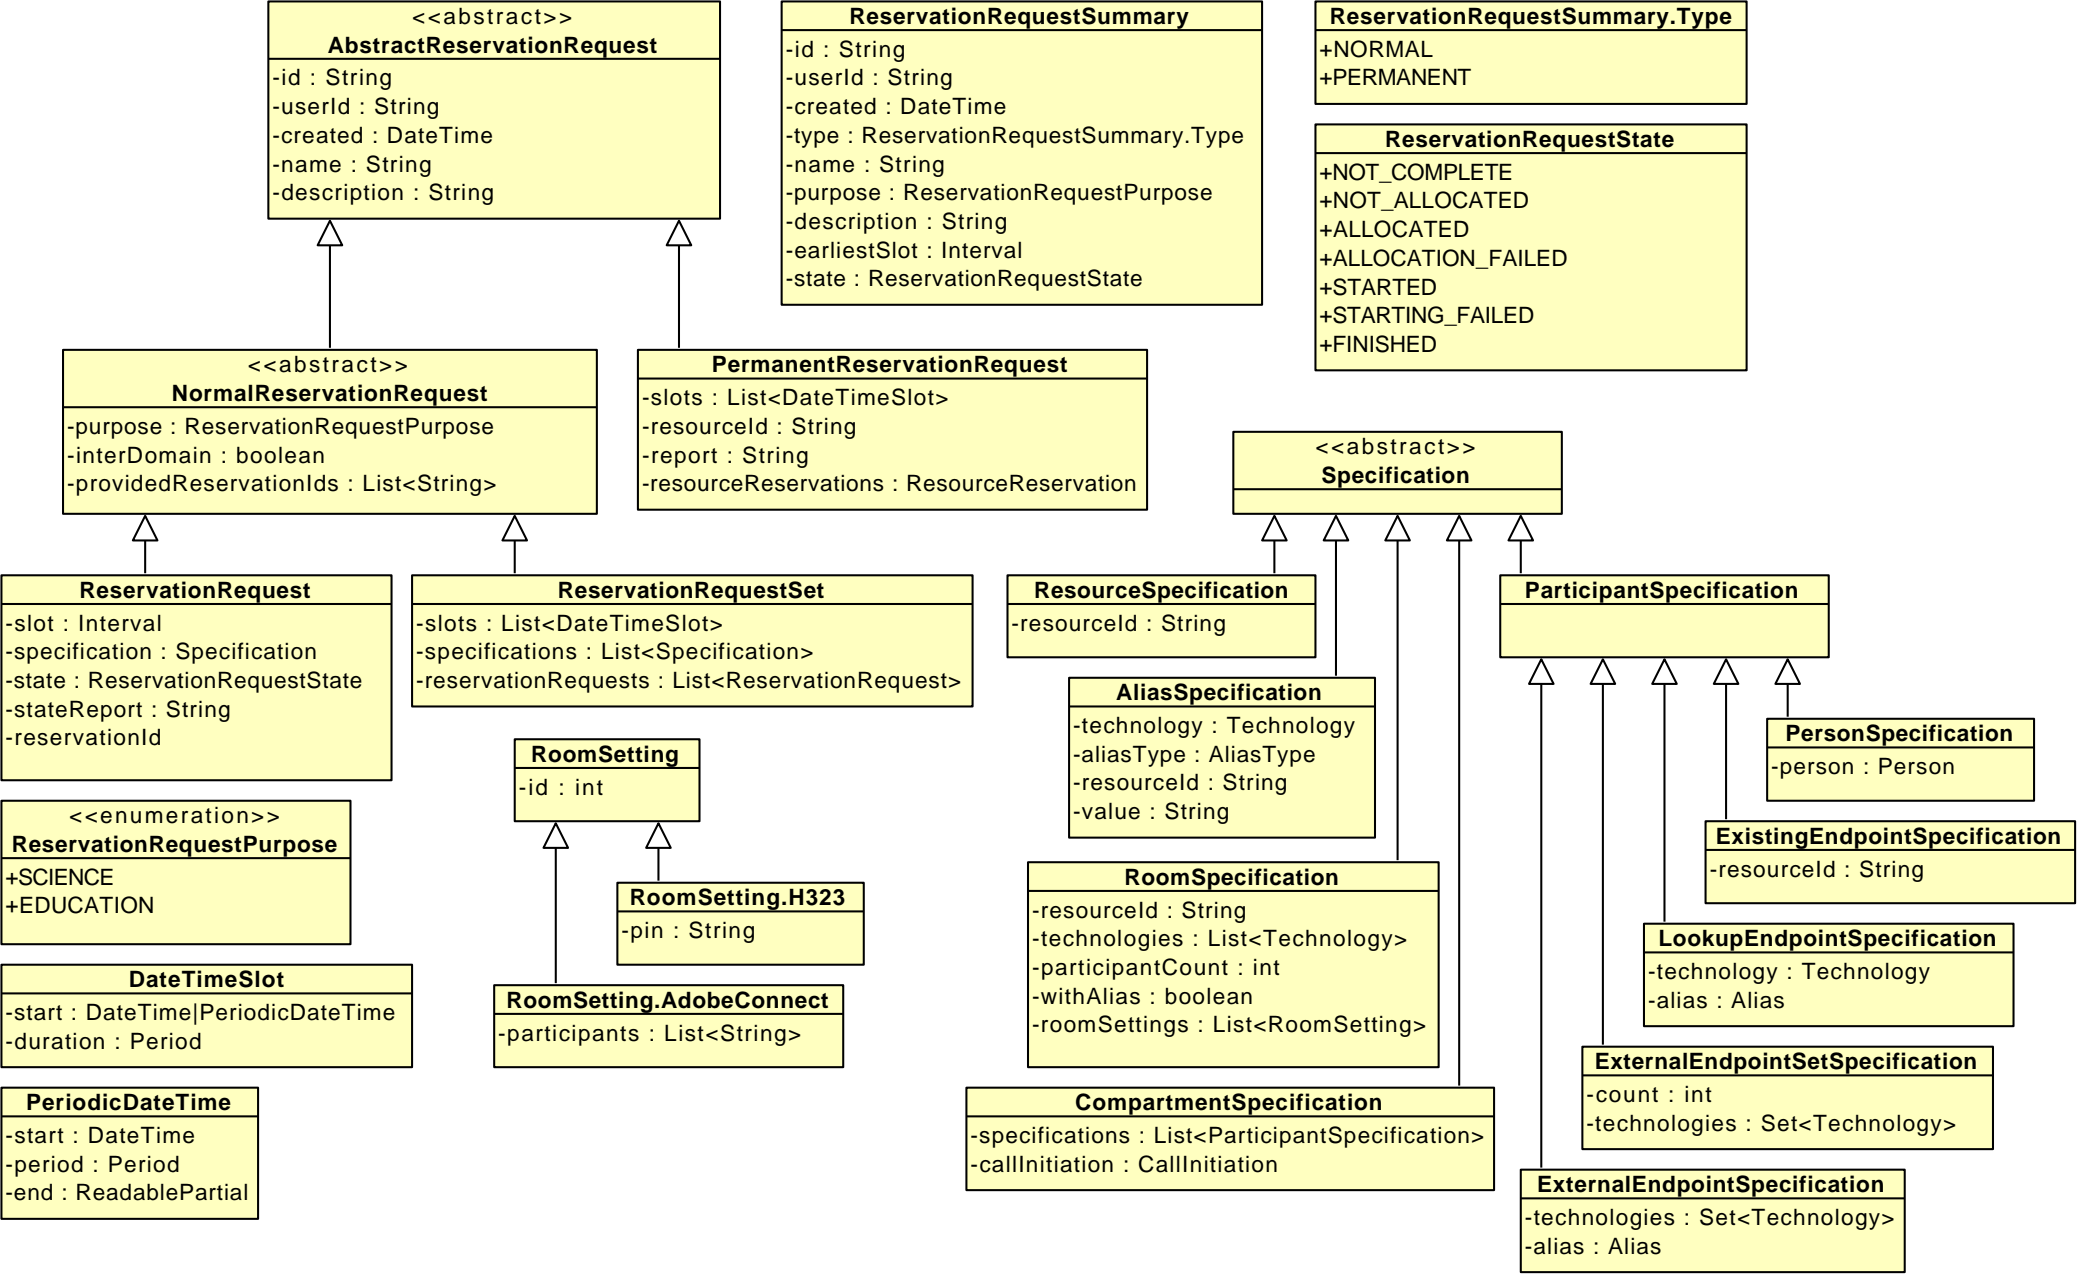 <<abstract>>
AbstractReservationRequest
-id : String
-userId : String
-created : DateTime
-name : String
-description : String
ReservationRequestSummary
-id : String
-userId : String
-created : DateTime
-type : ReservationRequestSummary.Type
-name : String
-purpose : ReservationRequestPurpose
-description : String
-earliestSlot : Interval
-state : ReservationRequestState
ReservationRequestSummary.Type
+NORMAL
+PERMANENT
ReservationRequestState
+NOT_COMPLETE
+NOT_ALLOCATED
+ALLOCATED
+ALLOCATION_FAILED
+STARTED
+STARTING_FAILED
+FINISHED
<<abstract>>
NormalReservationRequest
-purpose : ReservationRequestPurpose
-interDomain : boolean
-providedReservationIds : List<String>
PermanentReservationRequest
-slots : List<DateTimeSlot>
-resourceId : String
-report : String
-resourceReservations : ResourceReservation
<<abstract>>
Specification
ReservationRequest
-slot : Interval
-specification : Specification
-state : ReservationRequestState
-stateReport : String
-reservationId
ReservationRequestSet
-slots : List<DateTimeSlot>
-specifications : List<Specification>
-reservationRequests : List<ReservationRequest>
ResourceSpecification
-resourceId : String
ParticipantSpecification
AliasSpecification
-technology : Technology
-aliasType : AliasType
-resourceId : String
-value : String
PersonSpecification
-person : Person
RoomSetting
-id : int
<<enumeration>>
ReservationRequestPurpose
+SCIENCE
+EDUCATION
ExistingEndpointSpecification
-resourceId : String
RoomSpecification
-resourceId : String
-technologies : List<Technology>
-participantCount : int
-withAlias : boolean
-roomSettings : List<RoomSetting>
RoomSetting.H323
-pin : String
LookupEndpointSpecification
-technology : Technology
-alias : Alias
DateTimeSlot
-start : DateTime|PeriodicDateTime
-duration : Period
RoomSetting.AdobeConnect
-participants : List<String>
ExternalEndpointSetSpecification
-count : int
-technologies : Set<Technology>
PeriodicDateTime
-start : DateTime
-period : Period
-end : ReadablePartial
CompartmentSpecification
-specifications : List<ParticipantSpecification>
-callInitiation : CallInitiation
ExternalEndpointSpecification
-technologies : Set<Technology>
-alias : Alias